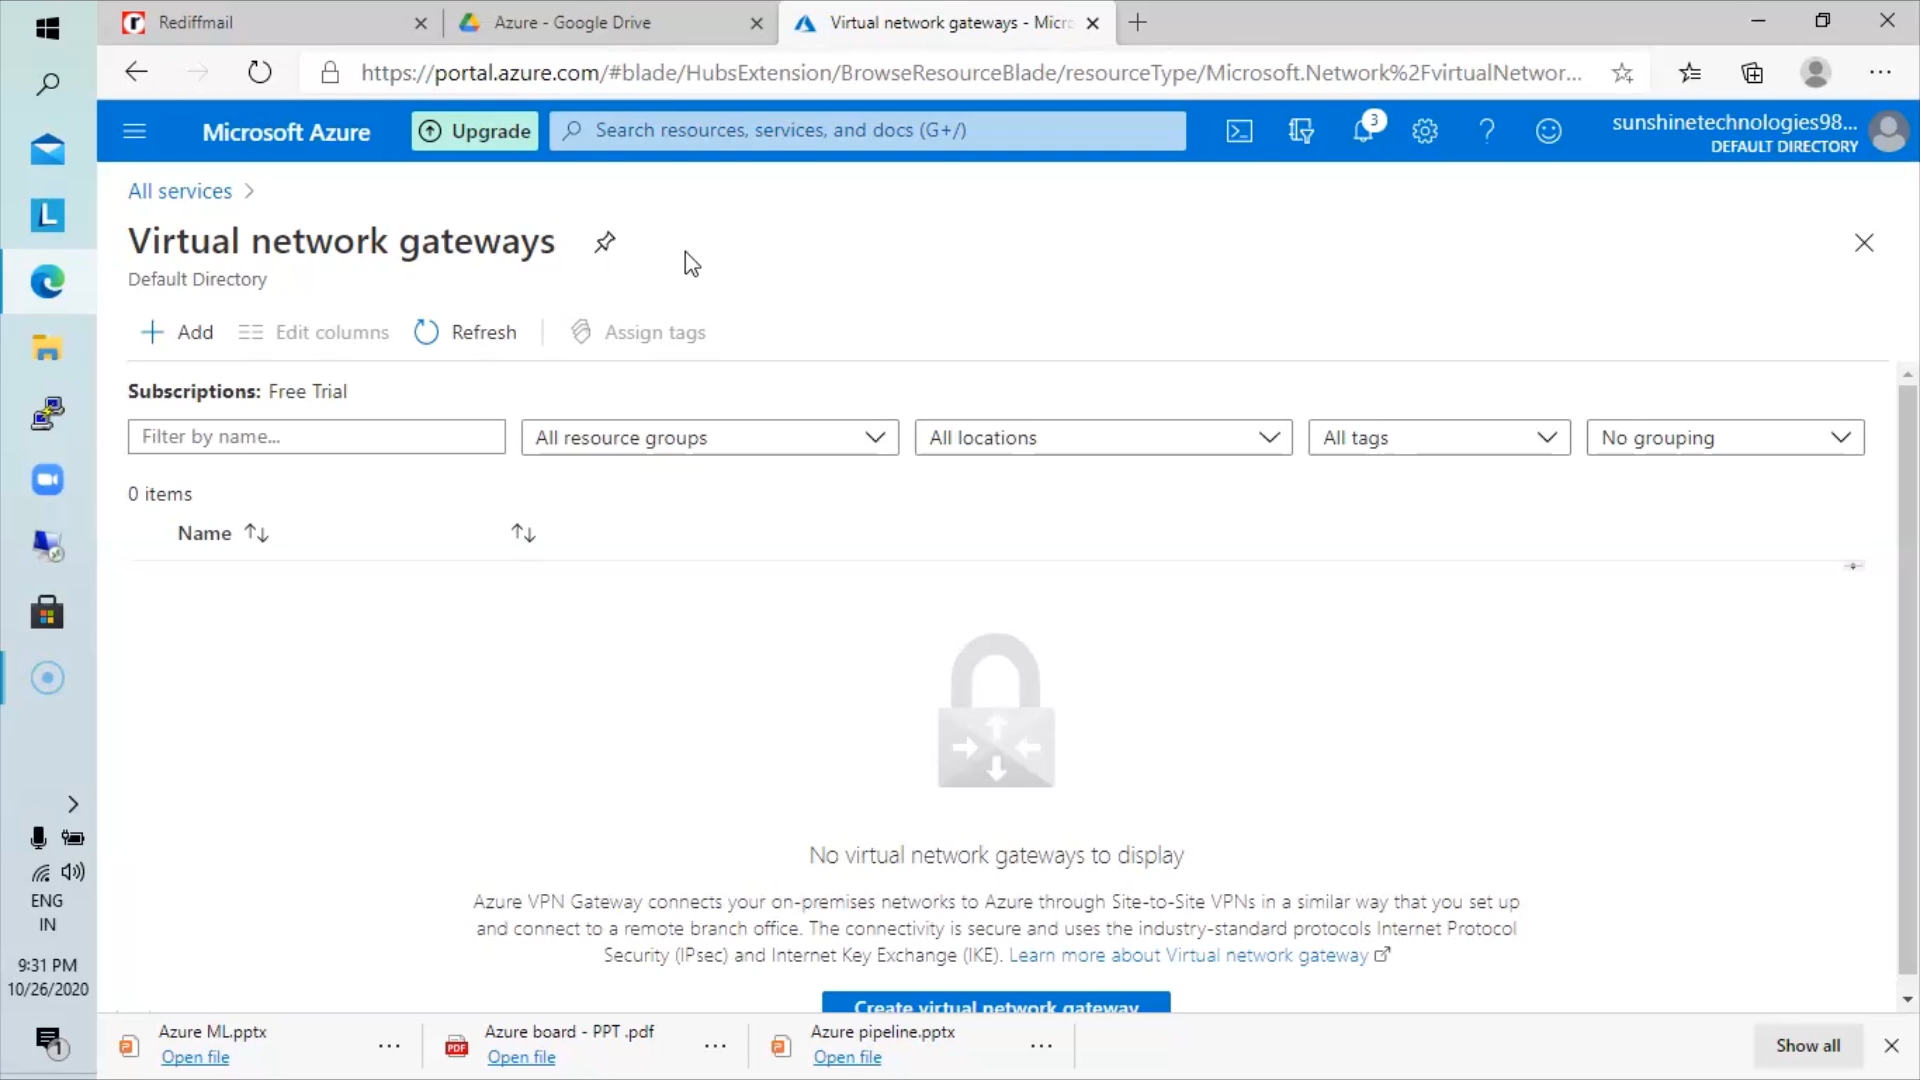 Rediffmail
Azure - Google Drive
Virtual network gateways - Micr
https://portal.azure.com/#blade/HubsExtension/BrowseResourceBlade/resourceType/Microsoft.Network%2FvirtualNetwor...
Microsoft Azure
Upgrade
Search resources, services, and docs (G+/)
3
sunshinetechnologies98...
DEFAULT DIRECTORY
All services
Virtual network gateways
Default Directory
Add
Edit columns
Refresh
Assign tags
Subscriptions: Free Trial
Filter by name...
All resource groups
All locations
All tags
No grouping
0 items
Name
No virtual network gateways to display
Azure VPN Gateway connects your on-premises networks to Azure through Site-to-Site VPNs in a similar way that you set up
and connect to a remote branch office. The connectivity is secure and uses the industry-standard protocols Internet Protocol
Security (IPsec) and Internet Key Exchange (IKE). Learn more about Virtual network gateway
Create virtual network gateway
ENG
IN
9:31 PM
10/26/2020
1
Azure ML.pptx
Open file
Azure board - PPT .pdf
Open file
PDF
Azure pipeline.pptx
Open file
Show all